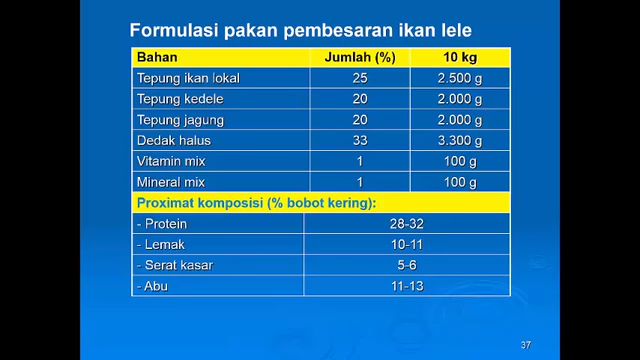 Formulasi pakan pembesaran ikan lele
Bahan Jumlah (%) 10 kg
Tepung ikan lokal 25 2.500 g
Tepung kedele 20 2.000 g
Tepung jagung 20 2.000 g
Dedak halus 33 3.300 g
Vitamin mix 1 100 g
Mineral mix 1 100 g
Proximat komposisi (% bobot kering):
- Protein 28-32
- Lemak 10-11
- Serat kasar 5-6
- Abu 11-13
37